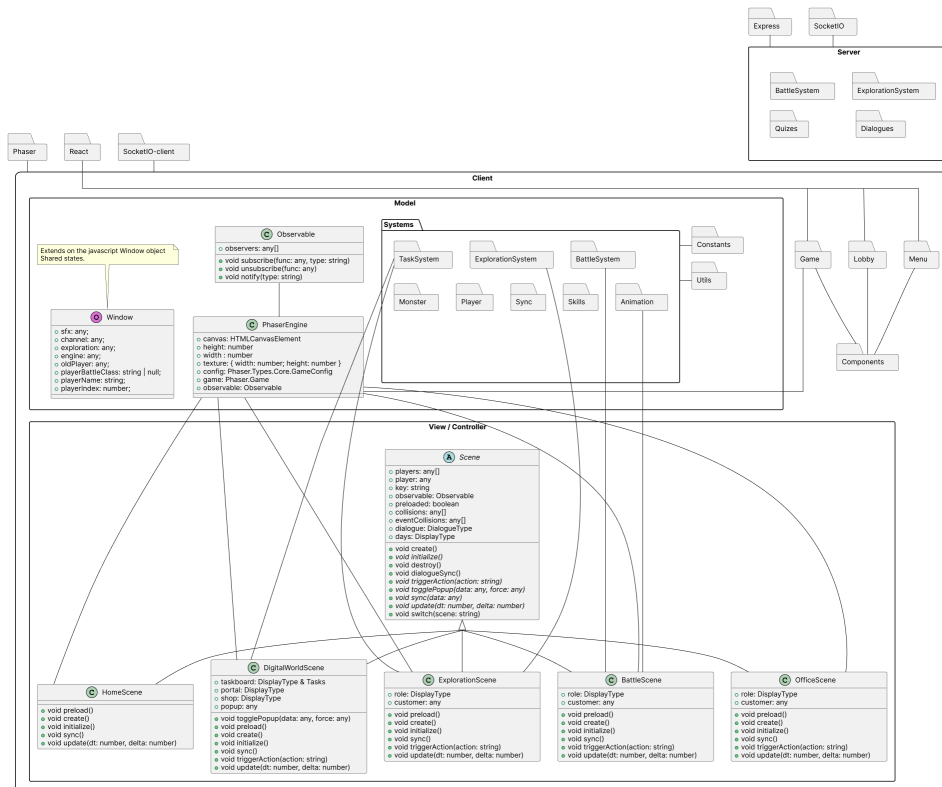 Express
SocketIO
Server
BattleSystem
ExplorationSystem
Quizes
Dialogues
Phaser
React
SocketIO-client
Client
Model
Extends on the javascript Window object
Shared states.
O Window
sfx: any;
channel: any;
exploration: any;
engine: any;
oldPlayer: any;
playerBattleClass: string | null;
playerName: string;
playerIndex: number;
C Observable
observers: any[]
void subscribe(func: any, type: string)
void unsubscribe(func: any)
void notify(type: string)
C PhaserEngine
canvas: HTMLCanvasElement
height: number
width : number
texture: { width: number; height: number }
config: Phaser.Types.Core.GameConfig
game: Phaser.Game
observable: Observable
Systems
TaskSystem
ExplorationSystem
BattleSystem
Monster
Player
Sync
Skills
Animation
Constants
Utils
Game
Lobby
Menu
Components
View / Controller
A Scene
players: any[]
player: any
key: string
observable: Observable
preloaded: boolean
collisions: any[]
eventCollisions: any[]
dialogue: DialogueType
days: DisplayType
void create()
void initialize()
void destroy()
void dialogueSync()
void triggerAction(action: string)
void togglePopup(data: any, force: any)
void sync(data: any)
void update(dt: number, delta: number)
void switch(scene: string)
C HomeScene
void preload()
void create()
void initialize()
void sync()
void update(dt: number, delta: number)
C DigitalWorldScene
taskboard: DisplayType & Tasks
portal: DisplayType
shop: DisplayType
popup: any
void togglePopup(data: any, force: any)
void preload()
void create()
void initialize()
void sync()
void triggerAction(action: string)
void update(dt: number, delta: number)
C ExplorationScene
role: DisplayType
customer: any
void preload()
void create()
void initialize()
void sync()
void triggerAction(action: string)
void update(dt: number, delta: number)
C BattleScene
role: DisplayType
customer: any
void preload()
void create()
void initialize()
void sync()
void triggerAction(action: string)
void update(dt: number, delta: number)
C OfficeScene
role: DisplayType
customer: any
void preload()
void create()
void initialize()
void sync()
void triggerAction(action: string)
void update(dt: number, delta: number)